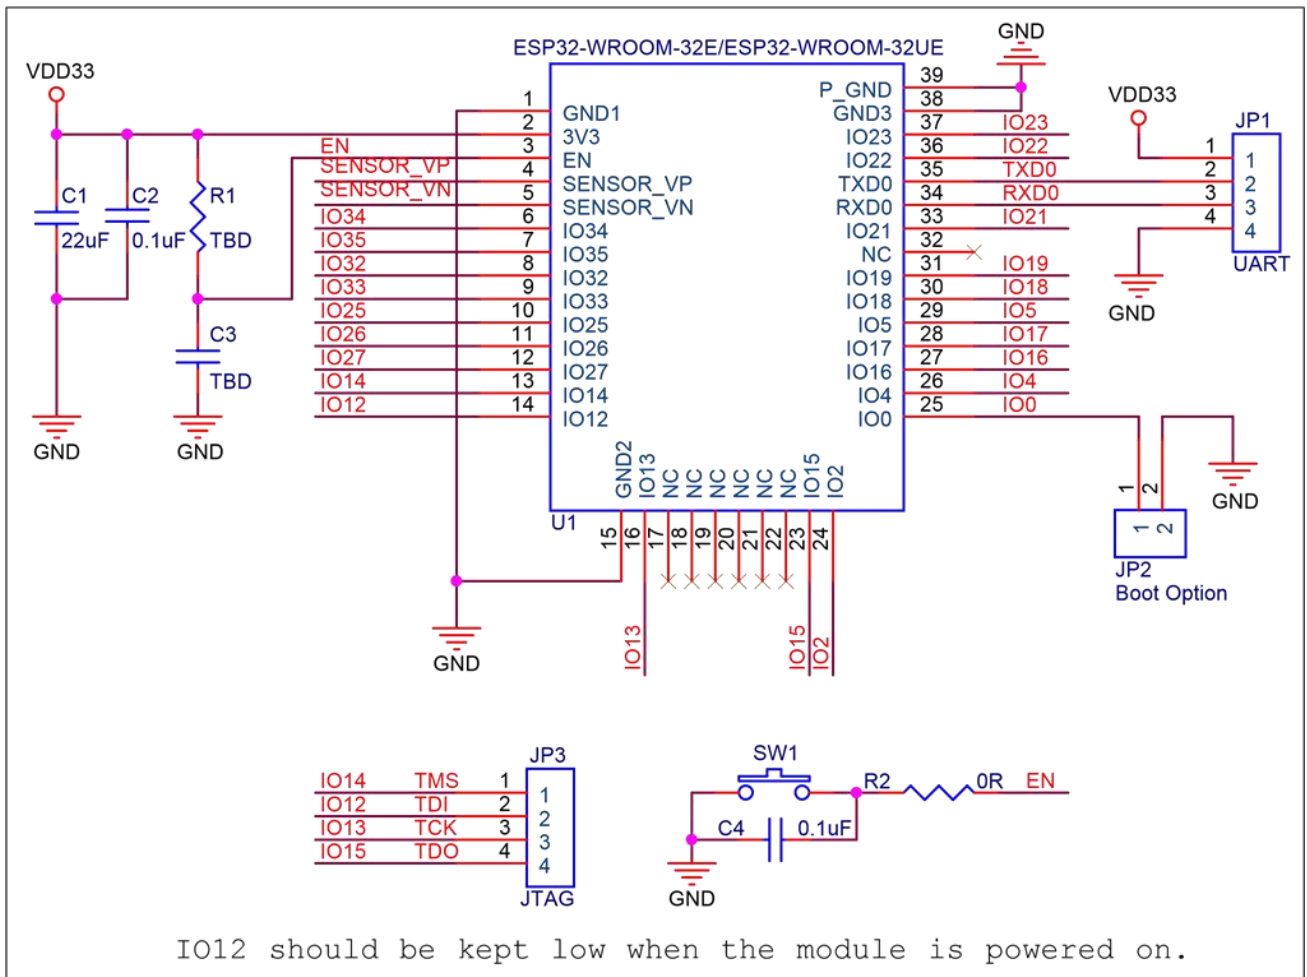 ESP32-WROOM-32E/ESP32-WROOM-32UE
GND
VDD33
VDD33
JP1
1 GND1
2 3V3
EN 3 EN
SENSOR_VP 4 SENSOR_VP
SENSOR_VN 5 SENSOR_VN
IO34 6 IO34
IO35 7 IO35
IO32 8 IO32
IO33 9 IO33
IO25 10 IO25
IO26 11 IO26
IO27 12 IO27
IO14 13 IO14
IO12 14 IO12
P_GND 39
GND3 38
IO23 37 IO23
IO22 36 IO22
TXD0 35 TXD0
RXD0 34 RXD0
IO21 33 IO21
NC 32
IO19 31 IO19
IO18 30 IO18
IO5 29 IO5
IO17 28 IO17
IO16 27 IO16
IO4 26 IO4
IO0 25 IO0
1 1
2 2
3 3
4 4
UART
GND
C1
22uF
C2
0.1uF
R1
TBD
C3
TBD
GND
GND
GND2 IO13 NC NC NC NC NC NC IO15 IO2
U1
15 16 17 18 19 20 21 22 23 24
IO13 IO15 IO2
GND
GND
1 2
1 2
JP2
Boot Option
JP3
IO14 TMS 1 1
IO12 TDI 2 2
IO13 TCK 3 3
IO15 TDO 4 4
JTAG
SW1
R2 0R EN
C4 0.1uF
GND
IO12 should be kept low when the module is powered on.